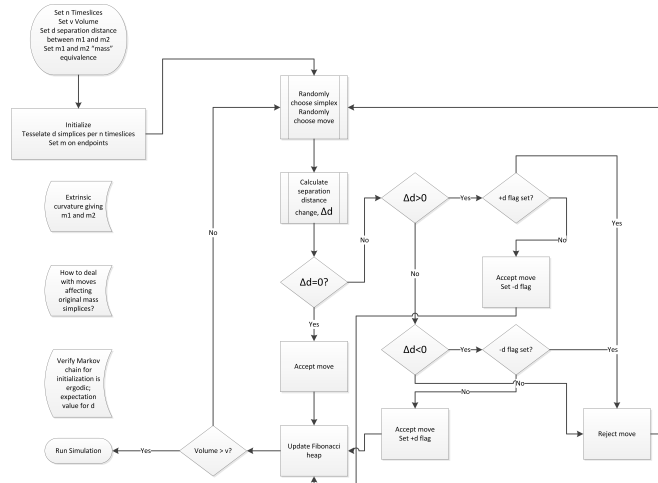 Set n Timeslices
Set v Volume
Set d separation distance
between m1 and m2
Set m1 and m2 "mass"
equivalence
Initialize
Tesselate d simplices per n timeslices
Set m on endpoints
Extrinsic
curvature giving
m1 and m2
How to deal
with moves
affecting
original mass
simplices?
Verify Markov
chain for
initialization is
ergodic;
expectation
value for d
Run Simulation
Yes
Volume > v?
No
Randomly
choose simplex
Randomly
choose move
Calculate
separation
distance
change, Δd
Δd=0?
No
Yes
Accept move
Update Fibonacci
heap
Δd>0
Yes
+d flag set?
Yes
No
Accept move
Set -d flag
No
Δd<0
Yes
-d flag set?
Yes
No
No
Accept move
Set +d flag
Reject move